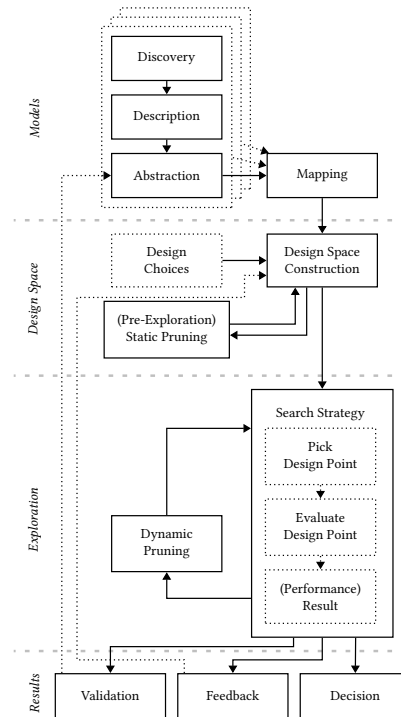 Models
Discovery
Description
Abstraction
Mapping
Design Space
Design
Choices
Design Space
Construction
(Pre-Exploration)
Static Pruning
Exploration
Search Strategy
Pick
Design Point
Evaluate
Design Point
Dynamic
Pruning
(Performance)
Result
Results
Validation
Feedback
Decision